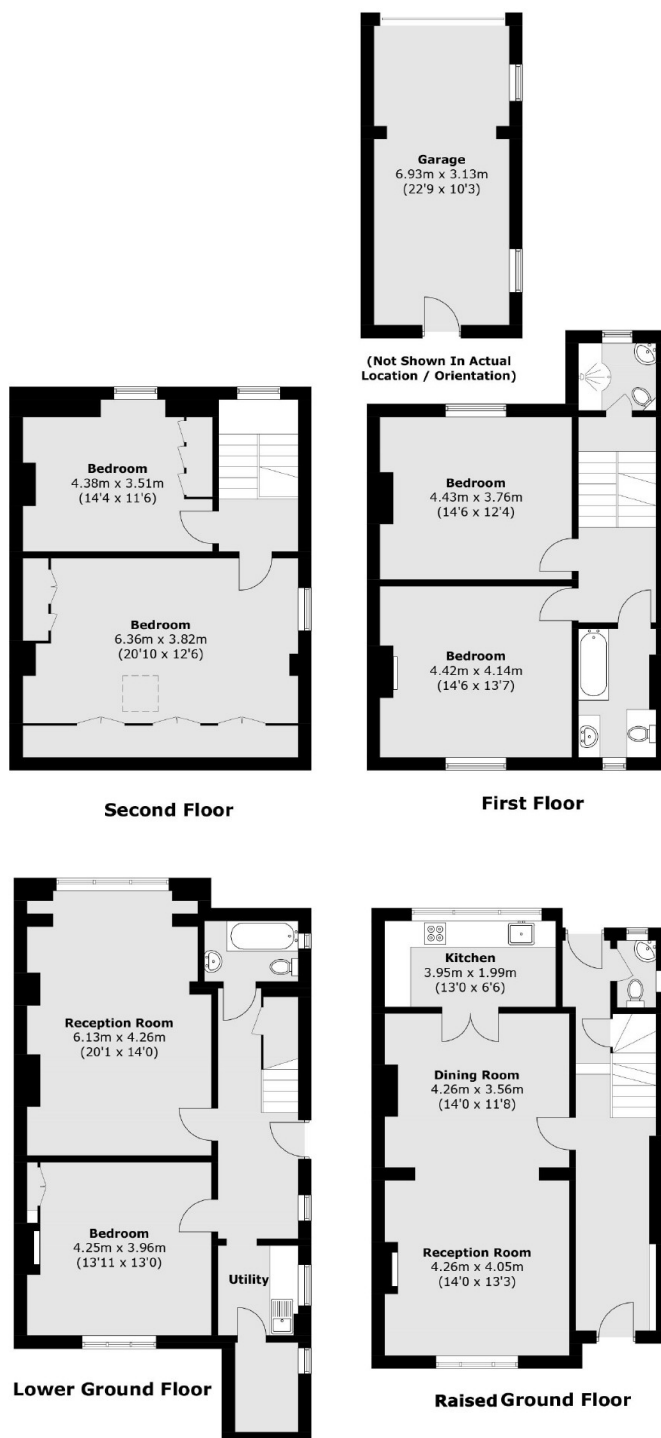 Garage
6.93m x 3.13m
(22'9 x 10'3)
(Not Shown In Actual
Location / Orientation)
Bedroom
4.38m x 3.51m
(14'4 x 11'6)
Bedroom
6.36m x 3.82m
(20'10 x 12'6)
Second Floor
Bedroom
4.43m x 3.76m
(14'6 x 12'4)
Bedroom
4.42m x 4.14m
(14'6 x 13'7)
First Floor
Reception Room
6.13m x 4.26m
(20'1 x 14'0)
Bedroom
4.25m x 3.96m
(13'11 x 13'0)
Utility
Lower Ground Floor
Kitchen
3.95m x 1.99m
(13'0 x 6'6)
Dining Room
4.26m x 3.56m
(14'0 x 11'8)
Reception Room
4.26m x 4.05m
(14'0 x 13'3)
Raised Ground Floor